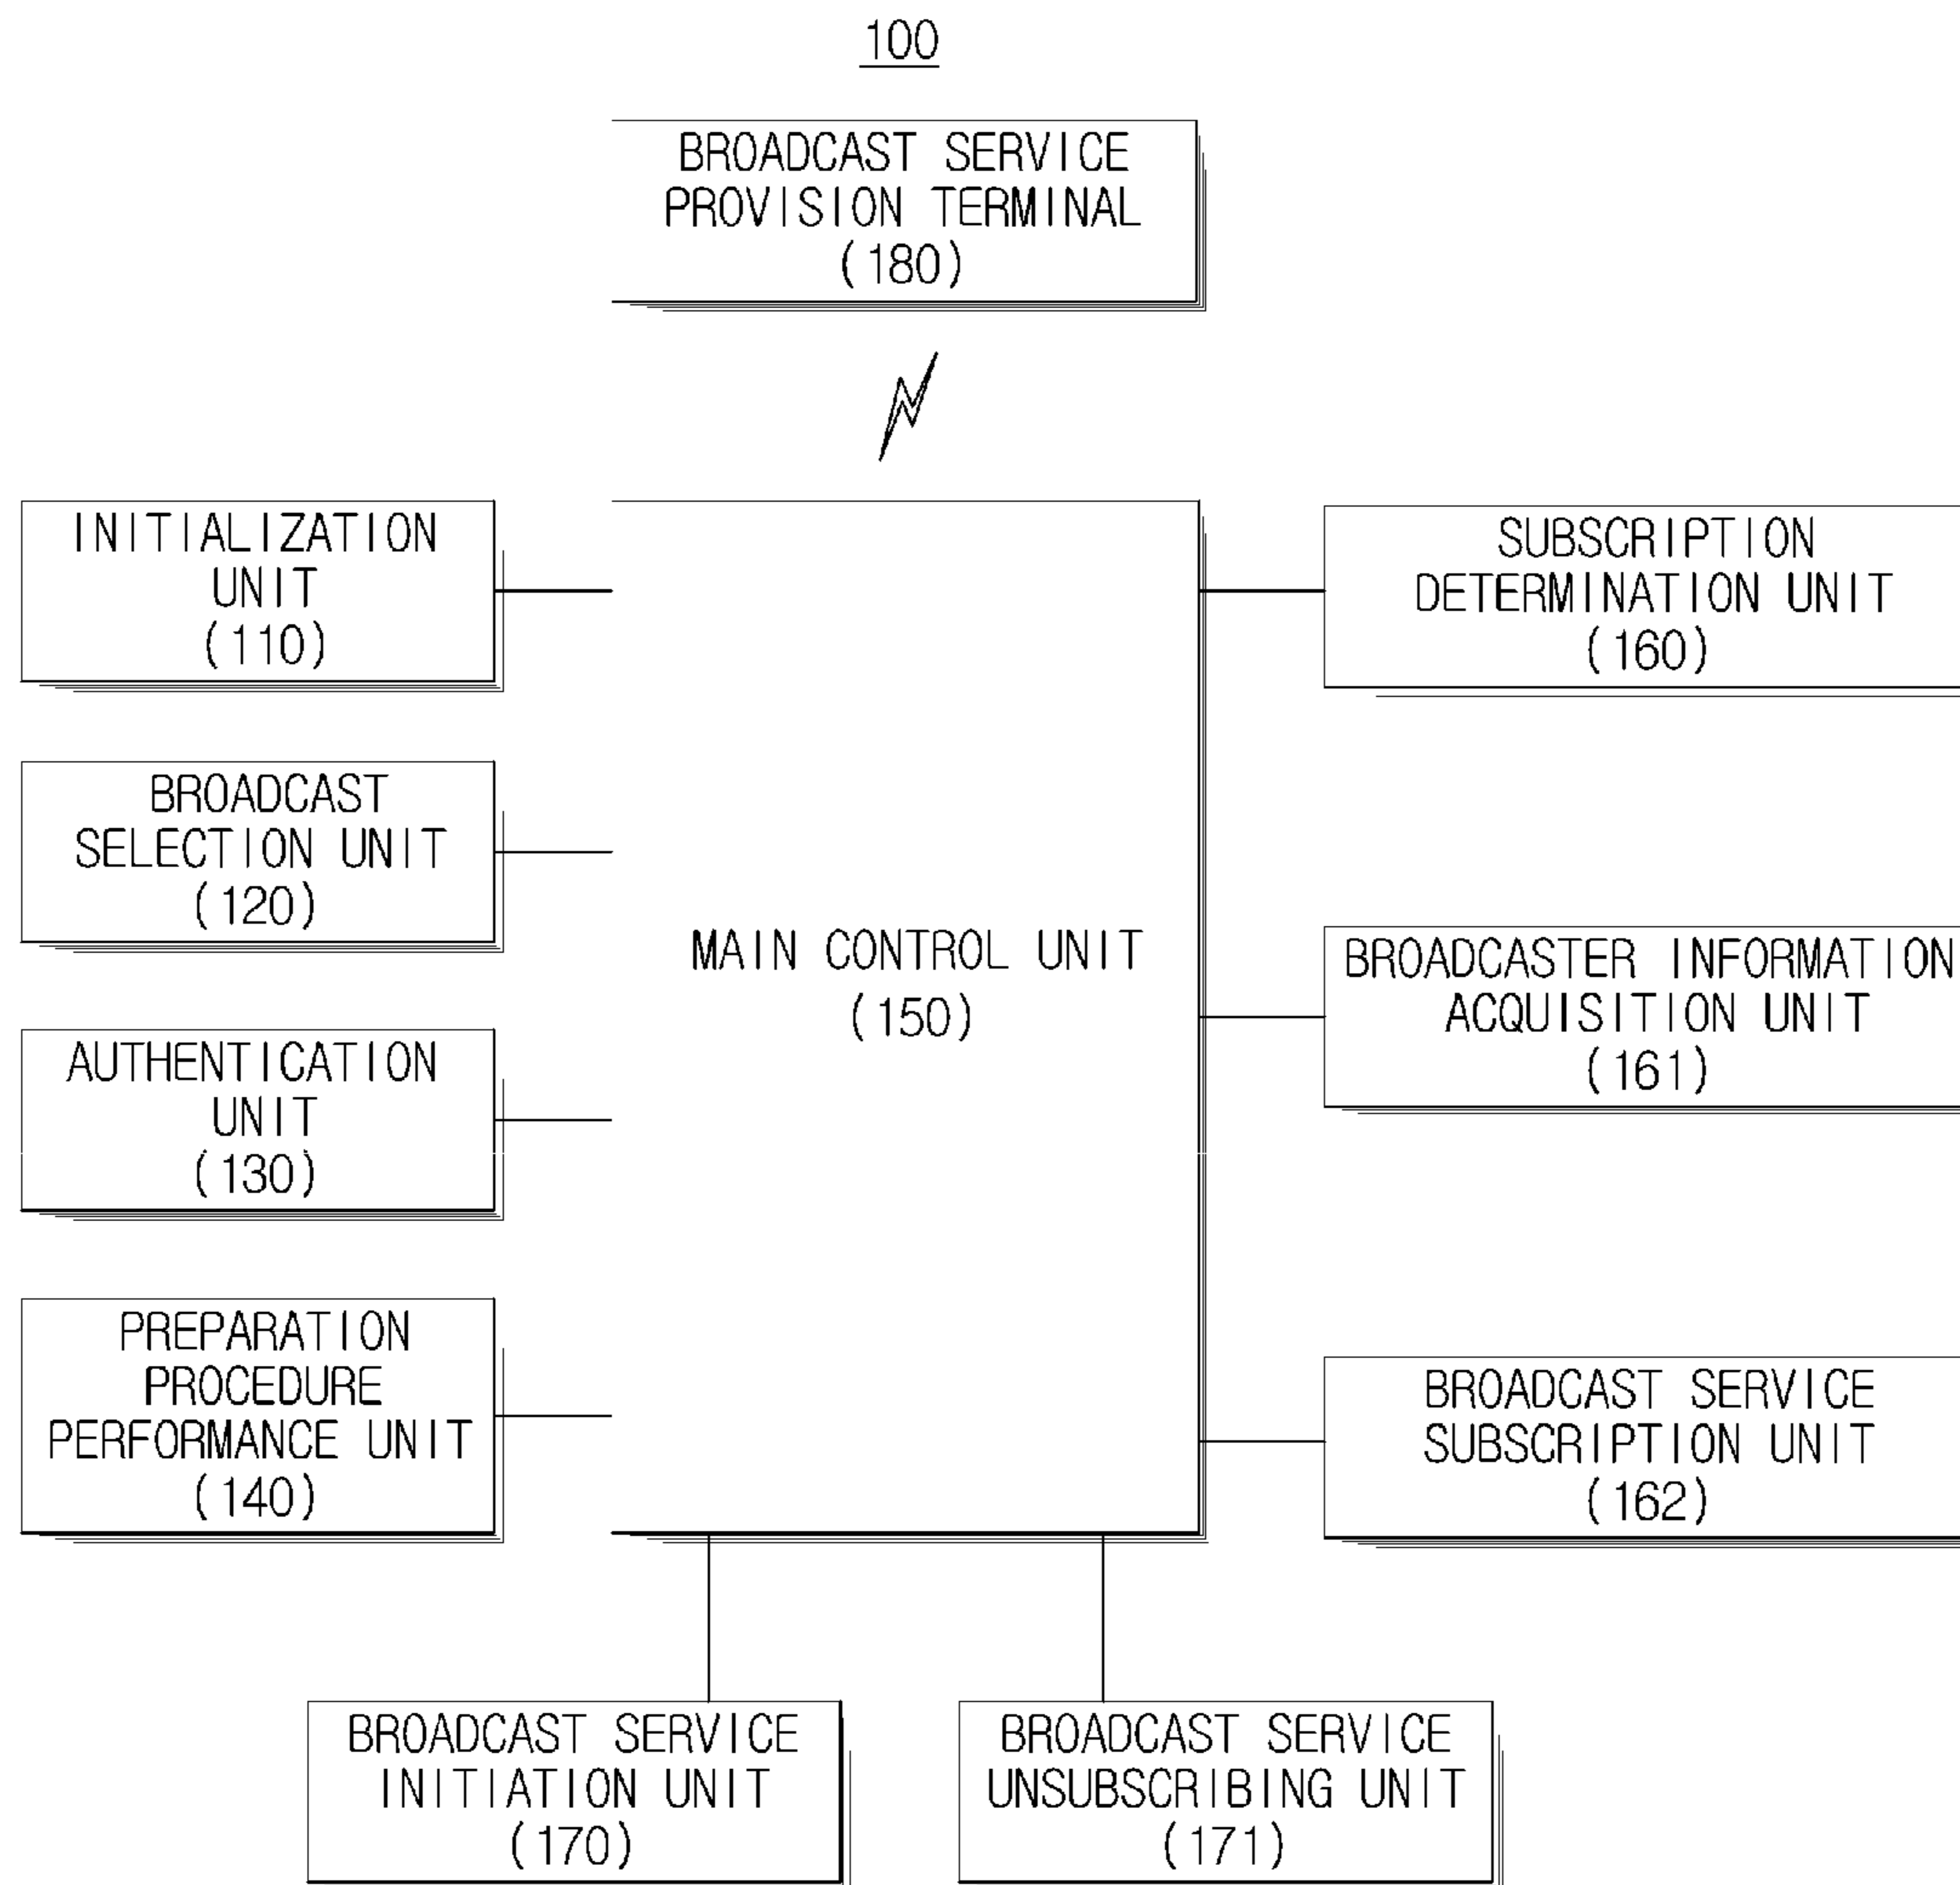 100
BROADCAST SERVICE
PROVISION TERMINAL
(180)
INITIALIZATION
UNIT
(110)
BROADCAST
SELECTION UNIT
(120)
AUTHENTICATION
UNIT
(130)
PREPARATION
PROCEDURE
PERFORMANCE UNIT
(140)
MAIN CONTROL UNIT
(150)
SUBSCRIPTION
DETERMINATION UNIT
(160)
BROADCASTER INFORMATION
ACQUISITION UNIT
(161)
BROADCAST SERVICE
SUBSCRIPTION UNIT
(162)
BROADCAST SERVICE
INITIATION UNIT
(170)
BROADCAST SERVICE
UNSUBSCRIBING UNIT
(171)